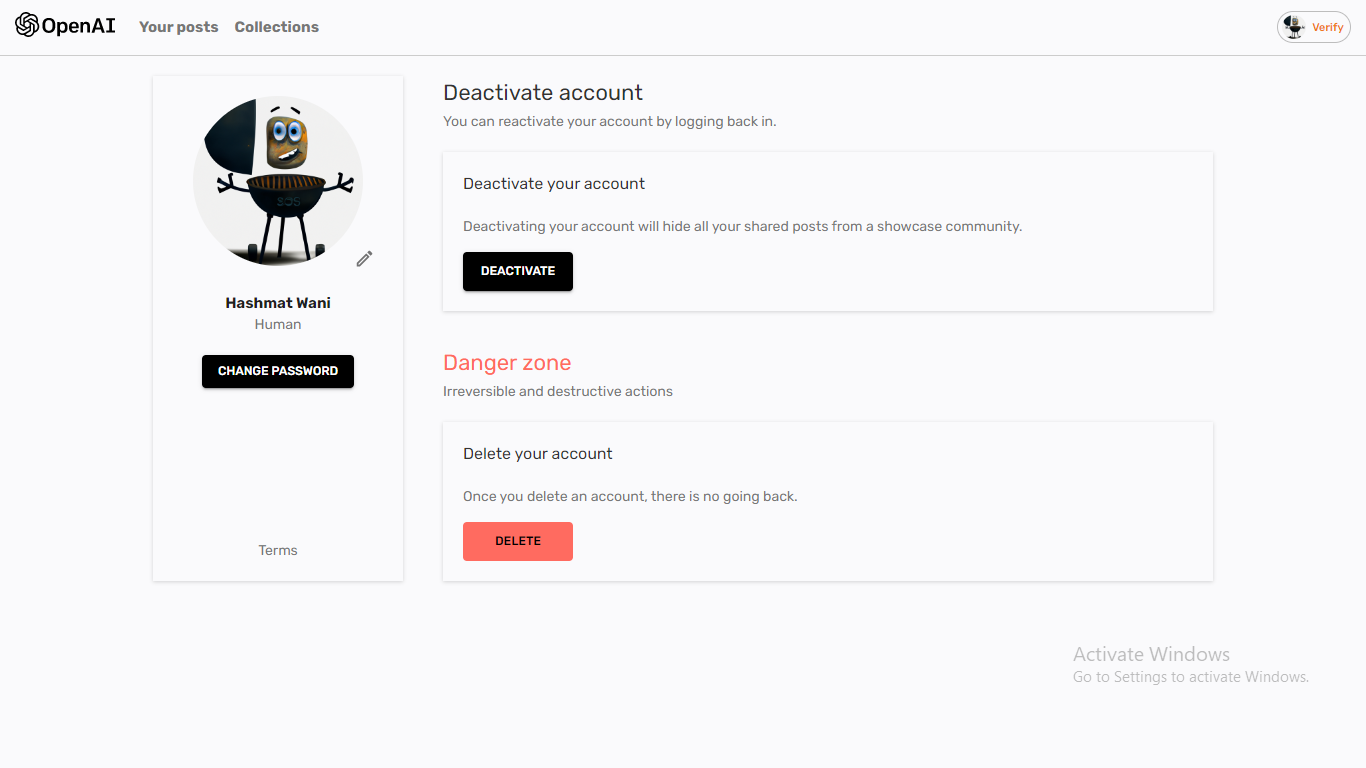 OpenAI
Your posts
Collections
Verify
SOS
Hashmat Wani
Human
CHANGE PASSWORD
Terms
Deactivate account
You can reactivate your account by logging back in.
Deactivate your account
Deactivating your account will hide all your shared posts from a showcase community.
DEACTIVATE
Danger zone
Irreversible and destructive actions
Delete your account
Once you delete an account, there is no going back.
DELETE
Activate Windows
Go to Settings to activate Windows.